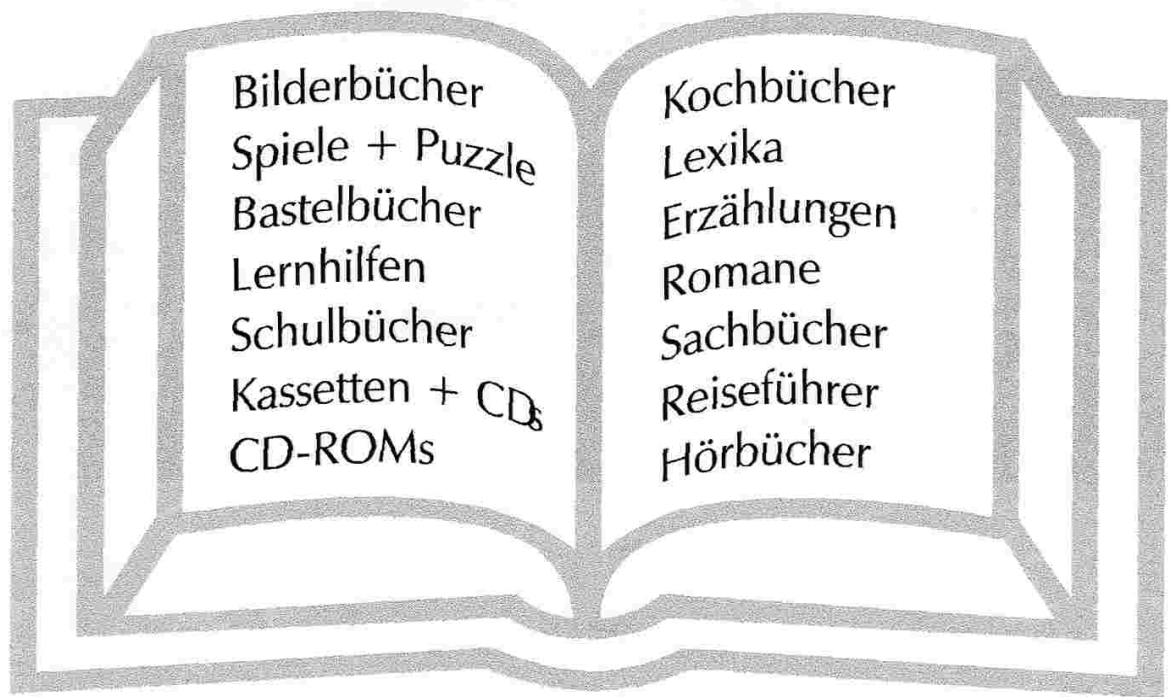 Bilderbücher
Spiele + Puzzle
Bastelbücher
Lernhilfen
Schulbücher
Kassetten + CDs
CD-ROMs
Kochbücher
Lexika
Erzählungen
Romane
Sachbücher
Reiseführer
Hörbücher